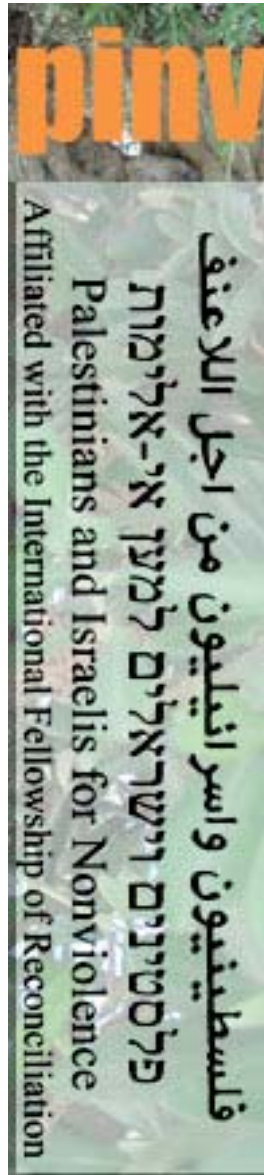 pinv
فلسطينيون واسرائيليون من اجل اللاعنف
פלסטינים וישראלים למען אי-אלימות
Palestinians and Israelis for Nonviolence
Affiliated with the International Fellowship of Reconciliation